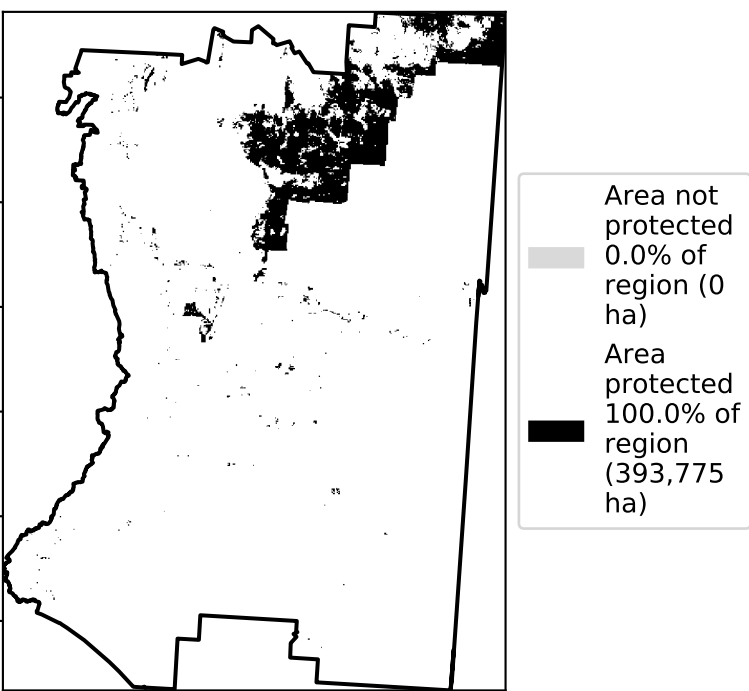 Area not
protected
0.0% of
region (0
ha)
Area
protected
100.0% of
region
(393,775
ha)